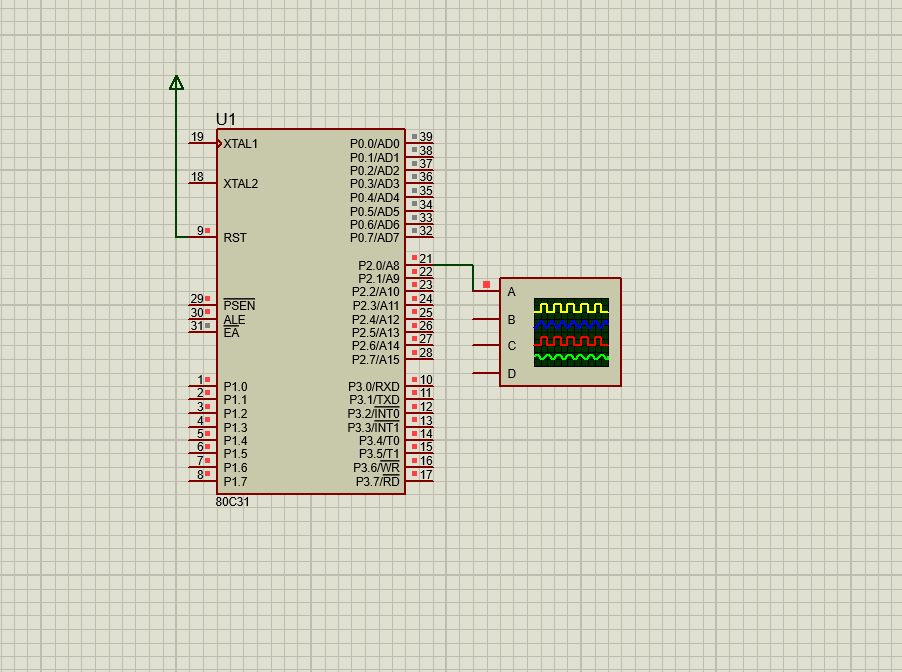 U1
19 XTAL1 P0.0/AD0 39
P0.1/AD1 38
P0.2/AD2 37
18 XTAL2 P0.3/AD3 36
P0.4/AD4 35
P0.5/AD5 34
P0.6/AD6 33
9 RST P0.7/AD7 32
P2.0/A8 21
P2.1/A9 22
P2.2/A10 23
29 PSEN P2.3/A11 24
30 ALE P2.4/A12 25
31 EA P2.5/A13 26
P2.6/A14 27
P2.7/A15 28
1 P1.0 P3.0/RXD 10
2 P1.1 P3.1/TXD 11
3 P1.2 P3.2/INT0 12
4 P1.3 P3.3/INT1 13
5 P1.4 P3.4/T0 14
6 P1.5 P3.5/T1 15
7 P1.6 P3.6/WR 16
8 P1.7 P3.7/RD 17
80C31
A
B
C
D